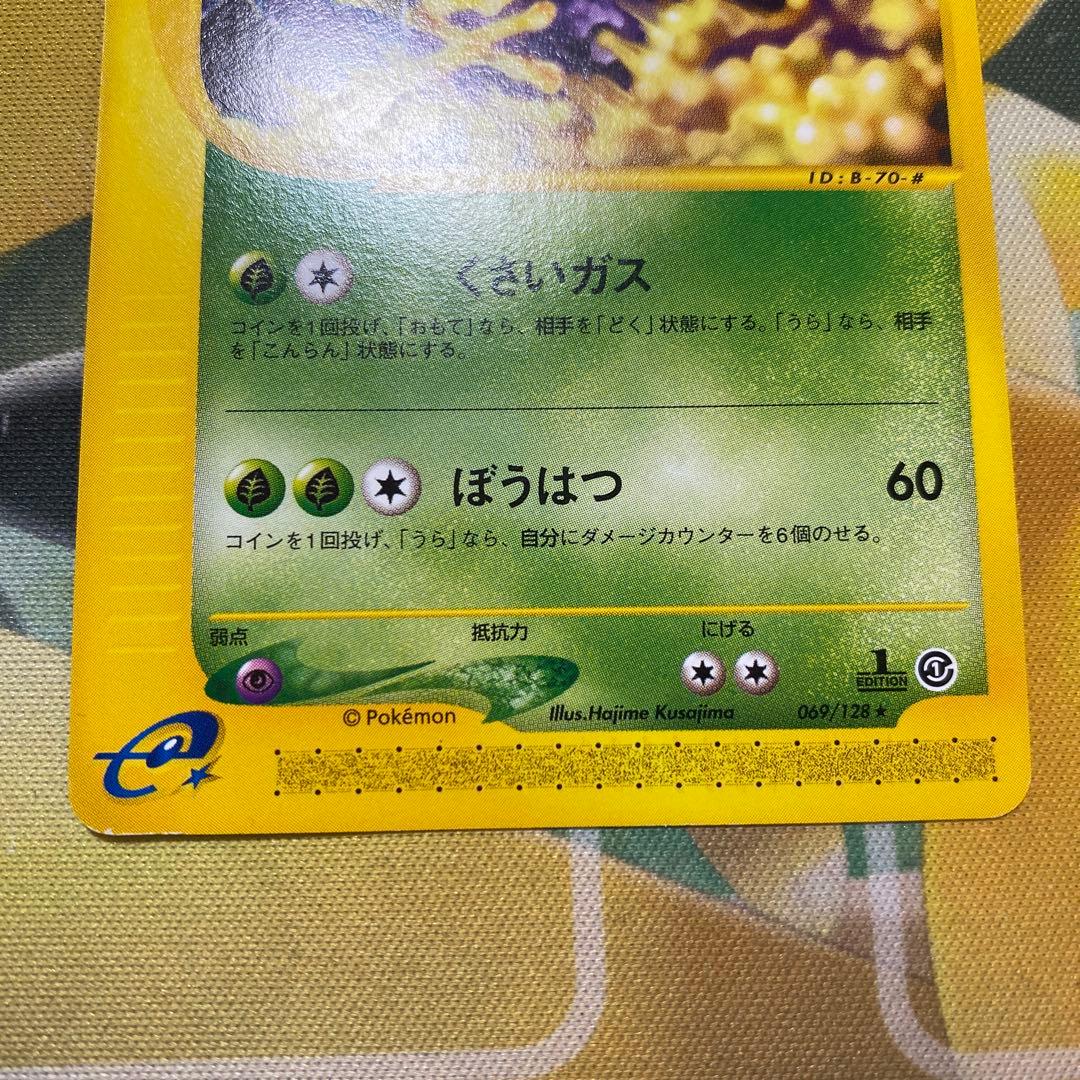 ID:B-70-#
くさいガス
コインを1回投げ、「おもて」なら、相手を「どく」状態にする。「うら」なら、相手
を「こんらん」状態にする。
ぼうはつ 60
コインを1回投げ、「うら」なら、自分にダメージカウンターを6個のせる。
弱点 抵抗力 にげる
1 EDITION
© Pokémon Illus.Hajime Kusajima 069/128★
e